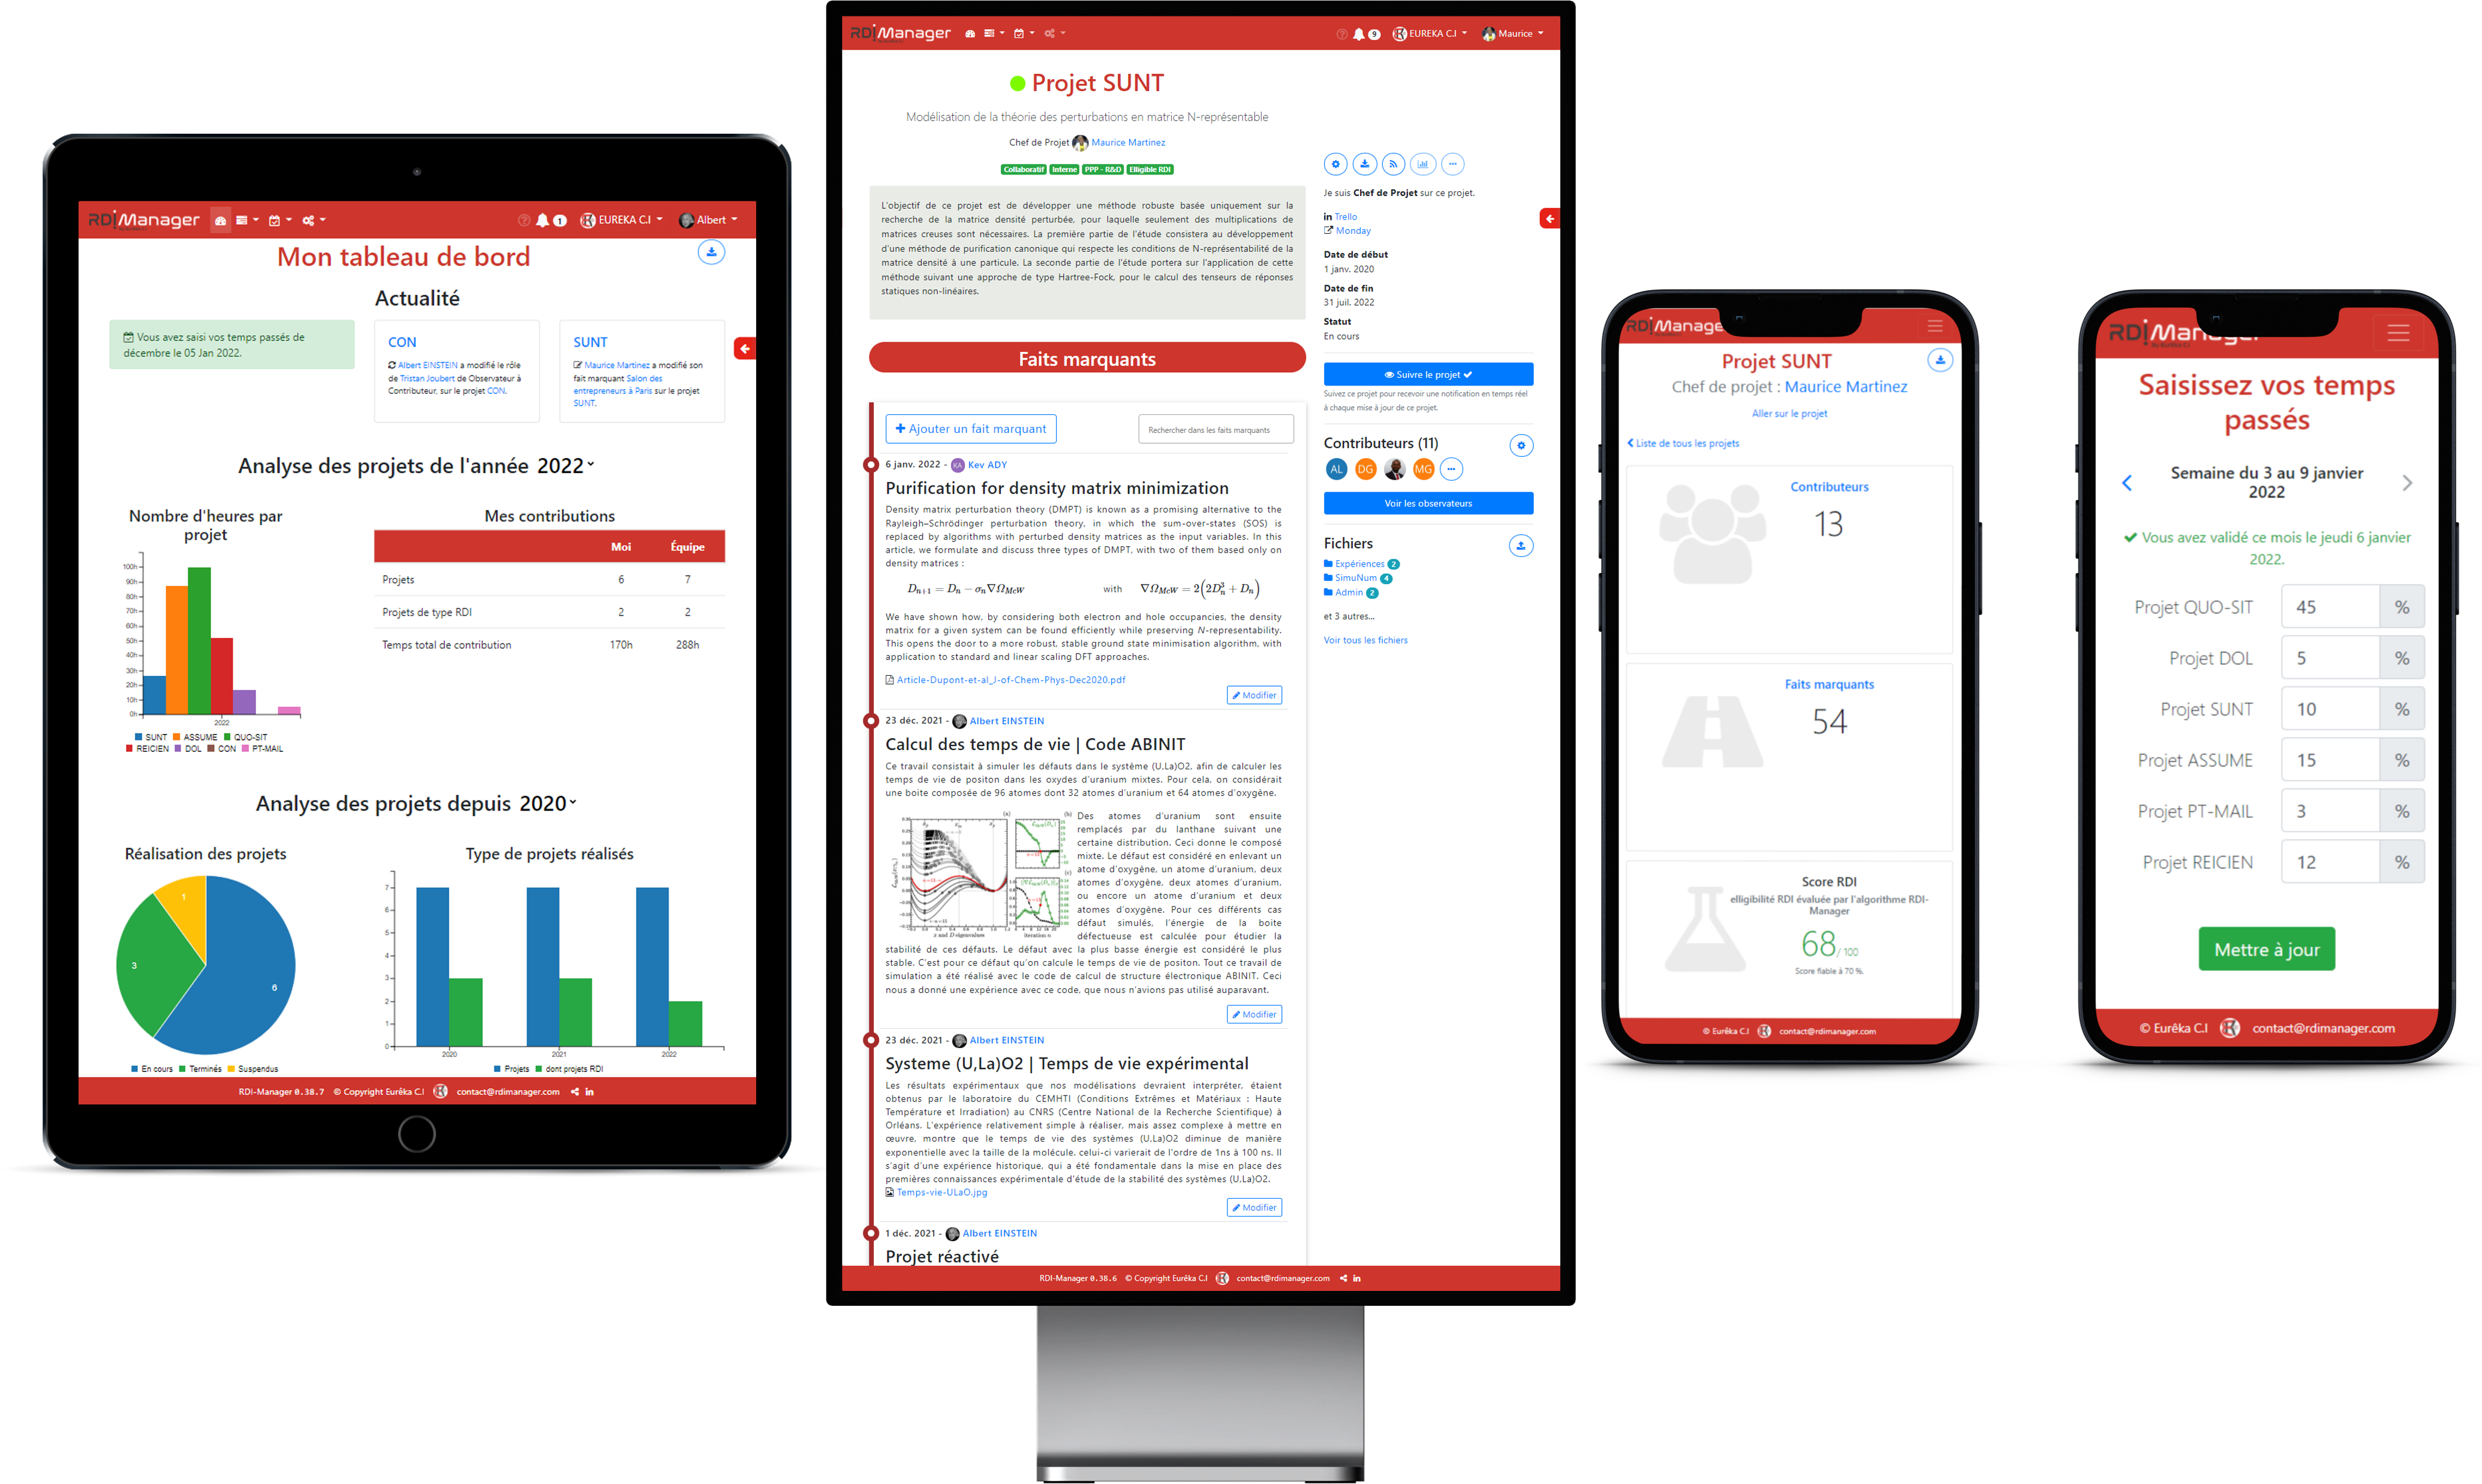 RDiManager
1
EUREKA C.I
Albert
Mon tableau de bord
Actualité
Vous avez saisi vos temps passés de
décembre le 05 Jan 2022.
CON
Albert EINSTEIN a modifié le rôle
de Tristan Joubert de Observateur à
Contributeur, sur le projet CON.
SUNT
Maurice Martinez a modifié son
fait marquant Salon des
entrepreneurs à Paris sur le projet
SUNT.
Analyse des projets de l'année 2022
Nombre d'heures par
projet
100h
90h
80h
70h
60h
50h
40h
30h
20h
10h
0h
2022
SUNT ASSUME QUO-SIT
REICIEN DOL CON PT-MAIL
Mes contributions
Moi Équipe
Projets 6 7
Projets de type RDI 2 2
Temps total de contribution 170h 288h
Analyse des projets depuis 2020
Réalisation des projets
1
3
6
En cours Terminés Suspendus
Type de projets réalisés
7
6
5
4
3
2
1
0
2020 2021 2022
Projets dont projets RDI
RDI-Manager 0.38.7 © Copyright Eurêka C.I contact@rdimanager.com
RDiManager
9
EUREKA C.I
Maurice
Projet SUNT
Modélisation de la théorie des perturbations en matrice N-représentable
Chef de Projet Maurice Martinez
Collaboratif Interne PPP - R&D Elligible RDI
L'objectif de ce projet est de développer une méthode robuste basée uniquement sur la
recherche de la matrice densité perturbée, pour laquelle seulement des multiplications de
matrices creuses sont nécessaires. La première partie de l'étude consistera au développement
d'une méthode de purification canonique qui respecte les conditions de N-représentabilité de la
matrice densité à une particule. La seconde partie de l'étude portera sur l'application de cette
méthode suivant une approche de type Hartree-Fock, pour le calcul des tenseurs de réponses
statiques non-linéaires.
Faits marquants
Ajouter un fait marquant
Rechercher dans les faits marquants
6 janv. 2022 - KA Kev ADY
Purification for density matrix minimization
Density matrix perturbation theory (DMPT) is known as a promising alternative to the
Rayleigh–Schrödinger perturbation theory, in which the sum-over-states (SOS) is
replaced by algorithms with perturbed density matrices as the input variables. In this
article, we formulate and discuss three types of DMPT, with two of them based only on
density matrices :
Dₙ₊₁ = Dₙ − σₙ∇Ω_McW with ∇Ω_McW = 2(2Dₙ³ + Dₙ)
We have shown how, by considering both electron and hole occupancies, the density
matrix for a given system can be found efficiently while preserving N-representability.
This opens the door to a more robust, stable ground state minimisation algorithm, with
application to standard and linear scaling DFT approaches.
Article-Dupont-et-al_J-of-Chem-Phys-Dec2020.pdf
Modifier
23 déc. 2021 - Albert EINSTEIN
Calcul des temps de vie | Code ABINIT
Ce travail consistait à simuler les défauts dans le système (U,La)O2, afin de calculer les
temps de vie de positon dans les oxydes d'uranium mixtes. Pour cela, on considérait
une boite composée de 96 atomes dont 32 atomes d'uranium et 64 atomes d'oxygène.
Des atomes d'uranium sont ensuite
remplacés par du lanthane suivant une
certaine distribution. Ceci donne le composé
mixte. Le défaut est considéré en enlevant un
atome d'oxygène, un atome d'uranium, deux
atomes d'oxygène, deux atomes d'uranium,
ou encore un atome d'uranium et deux
atomes d'oxygène. Pour ces différents cas
défaut simulés, l'énergie de la boite
défectueuse est calculée pour étudier la
stabilité de ces défauts. Le défaut avec la plus basse énergie est considéré le plus
stable. C'est pour ce défaut qu'on calcule le temps de vie de positon. Tout ce travail de
simulation a été réalisé avec le code de calcul de structure électronique ABINIT. Ceci
nous a donné une expérience avec ce code, que nous n'avions pas utilisé auparavant.
Modifier
23 déc. 2021 - Albert EINSTEIN
Systeme (U,La)O2 | Temps de vie expérimental
Les résultats expérimentaux que nos modélisations devraient interpréter, étaient
obtenus par le laboratoire du CEMHTI (Conditions Extrêmes et Matériaux : Haute
Température et Irradiation) au CNRS (Centre National de la Recherche Scientifique) à
Orléans. L'expérience relativement simple à réaliser, mais assez complexe à mettre en
œuvre, montre que le temps de vie des systèmes (U,La)O2 diminue de manière
exponentielle avec la taille de la molécule. celui-ci varierait de l'ordre de 1ns à 100 ns. Il
s'agit d'une expérience historique, qui a été fondamentale dans la mise en place des
premières connaissances expérimentale d'étude de la stabilité des systèmes (U,La)O2.
Temps-vie-ULaO.jpg
Modifier
1 déc. 2021 - Albert EINSTEIN
Projet réactivé
Je suis Chef de Projet sur ce projet.
Trello
Monday
Date de début
1 janv. 2020
Date de fin
31 juil. 2022
Statut
En cours
Suivre le projet
Suivez ce projet pour recevoir une notification en temps réel
à chaque mise à jour de ce projet.
Contributeurs (11)
AL DG MG
Voir les observateurs
Fichiers
Expériences 2
SimuNum 4
Admin 2
et 3 autres...
Voir tous les fichiers
RDI-Manager 0.38.6 © Copyright Eurêka C.I contact@rdimanager.com
RDiManage
Projet SUNT
Chef de projet : Maurice Martinez
Aller sur le projet
Liste de tous les projets
Contributeurs
13
Faits marquants
54
Score RDI
elligibilité RDI évaluée par l'algorithme RDI-
Manager
68/ 100
Score fiable à 70 %.
© Eurêka C.I contact@rdimanager.com
Saisissez vos temps
passés
Semaine du 3 au 9 janvier
2022
Vous avez validé ce mois le jeudi 6 janvier
2022.
Projet QUO-SIT 45 %
Projet DOL 5 %
Projet SUNT 10 %
Projet ASSUME 15 %
Projet PT-MAIL 3 %
Projet REICIEN 12 %
Mettre à jour
© Eurêka C.I contact@rdimanager.com